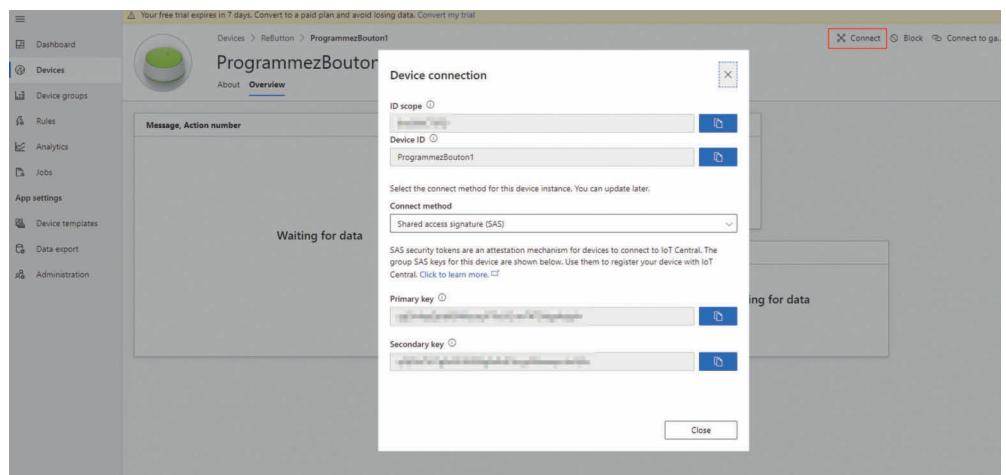 Your free trial expires in 7 days. Convert to a paid plan and avoid losing data. Convert my trial
Dashboard
Devices
Device groups
Rules
Analytics
Jobs
App settings
Device templates
Data export
Administration
Devices > ReButton > ProgrammezBouton1
ProgrammezBouton
About Overview
Connect Block Connect to ga...
Message, Action number
Waiting for data
ing for data
Device connection
ID scope
Device ID
ProgrammezBouton1
Select the connect method for this device instance. You can update later.
Connect method
Shared access signature (SAS)
SAS security tokens are an attestation mechanism for devices to connect to IoT Central. The
group SAS keys for this device are shown below. Use them to register your device with IoT
Central. Click to learn more.
Primary key
Secondary key
Close